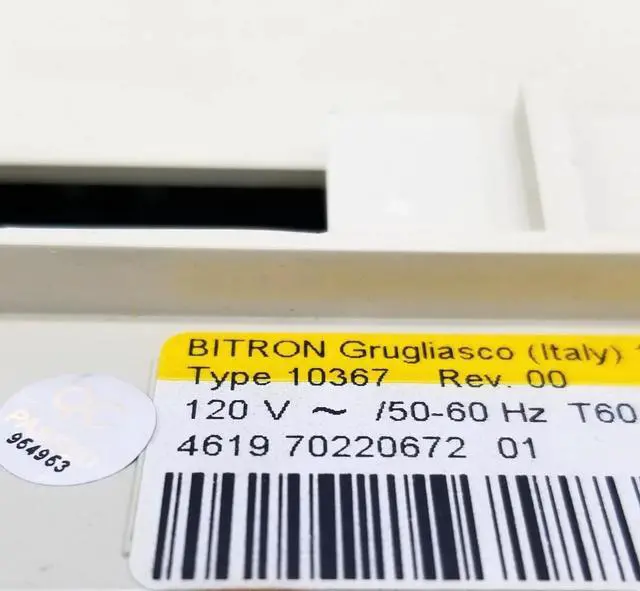 BITRON Grugliasco (Italy)
Type 10367 Rev. 00
120 V ~ /50-60 Hz T60
4619 70220672 01
964963